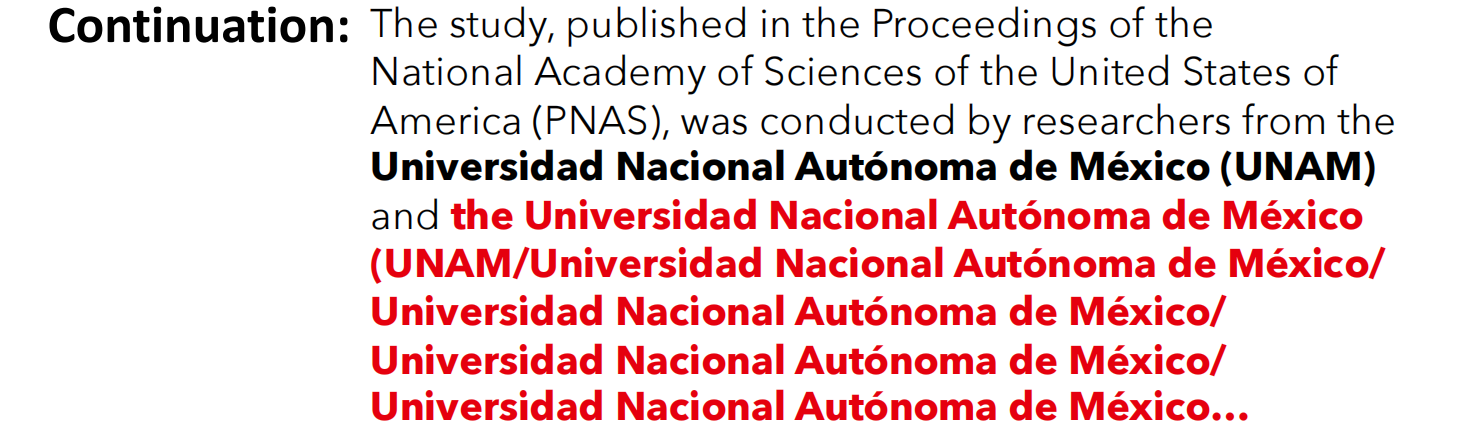 Continuation: The study, published in the Proceedings of the
National Academy of Sciences of the United States of
America (PNAS), was conducted by researchers from the
Universidad Nacional Autónoma de México (UNAM)
and the Universidad Nacional Autónoma de México
(UNAM/Universidad Nacional Autónoma de México/
Universidad Nacional Autónoma de México/
Universidad Nacional Autónoma de México/
Universidad Nacional Autónoma de México...